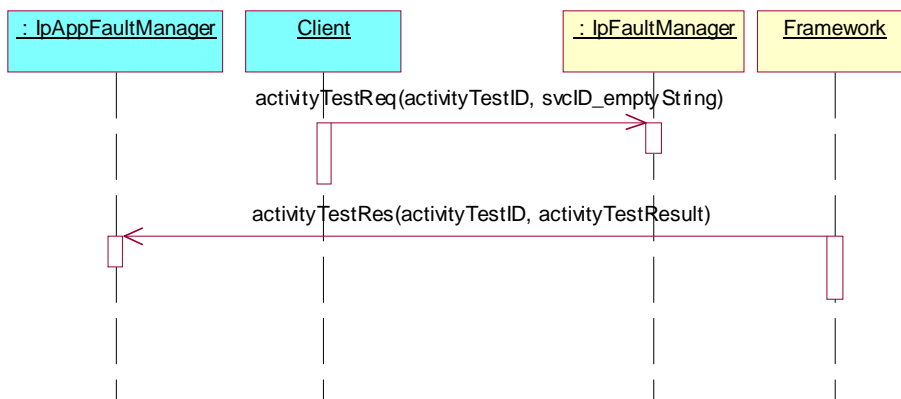 : IpAppFaultManager
Client
: IpFaultManager
Framework
activityTestReq(activityTestID, svcID_emptyString)
activityTestRes(activityTestID, activityTestResult)